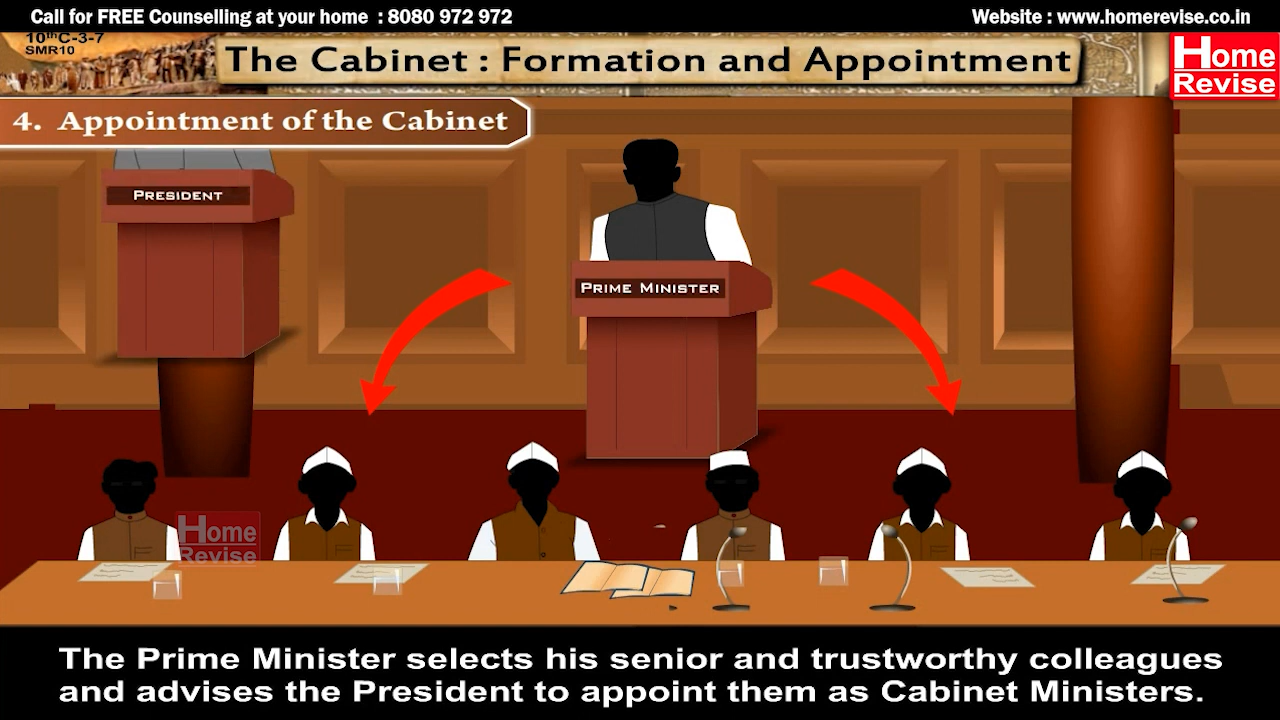 Call for FREE Counselling at your home : 8080 972 972
Website : www.homerevise.co.in
10thC-3-7
SMR10
The Cabinet : Formation and Appointment
Home
Revise
4. Appointment of the Cabinet
PRESIDENT
PRIME MINISTER
Home
Revise
The Prime Minister selects his senior and trustworthy colleagues
and advises the President to appoint them as Cabinet Ministers.